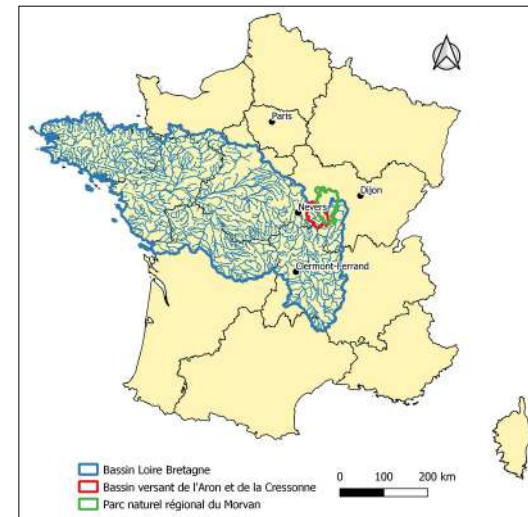 Paris
Dijon
Nevers
Clermont-Ferrand
Bassin Loire Bretagne
Bassin versant de l'Aron et de la Cressonne
Parc naturel régional du Morvan
0 100 200 km